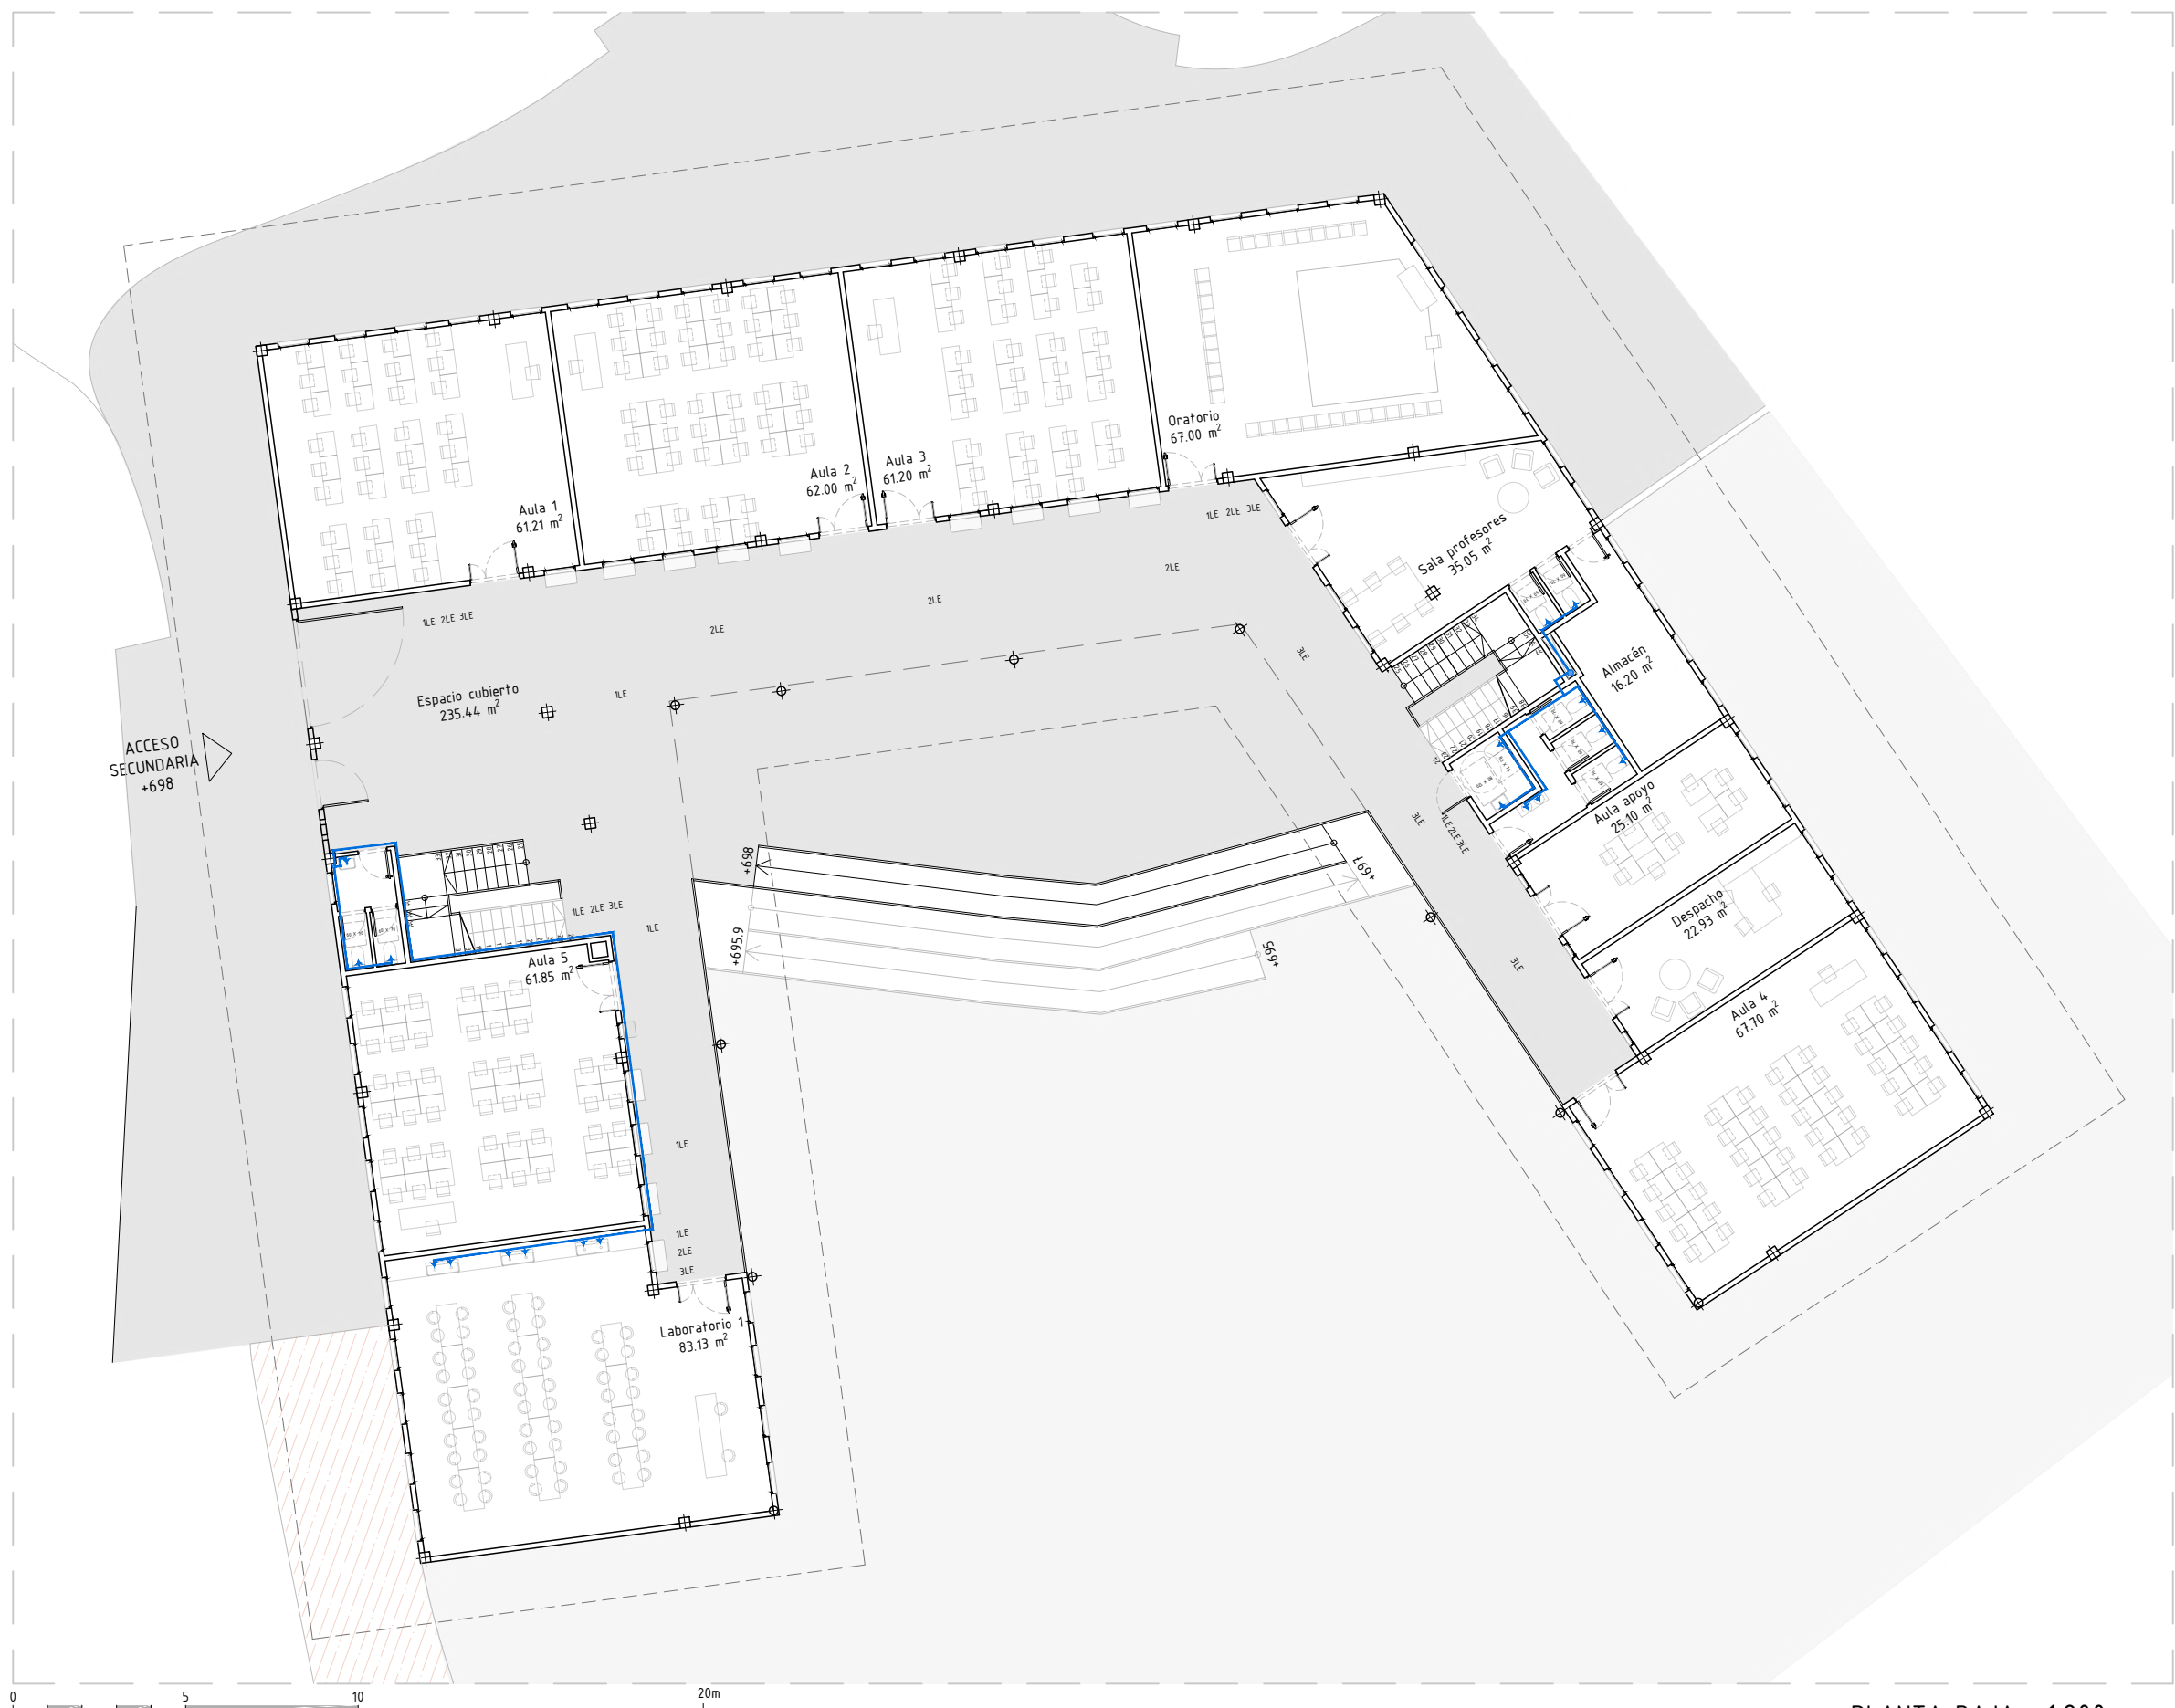 Oratorio
67.00 m²
Aula 3
61.20 m²
Aula 2
62.00 m²
Aula 1
61.21 m²
1LE 2LE 3LE
Sala profesores
35.05 m²
2LE
2LE
1LE 2LE 3LE
2LE
3LE
Almacén
16.20 m²
Espacio cubierto
235.44 m²
1LE
ACCESO
SECUNDARIA
+698
Aula apoyo
25.10 m²
3LE
1LE 2LE 3LE
+698
+697
Despacho
22.93 m²
1LE 2LE 3LE
1LE
+695.9
+695
3LE
Aula 5
61.85 m²
Aula 4
67.70 m²
1LE
1LE
2LE
3LE
Laboratorio 1
83.13 m²
0 5 10 20m